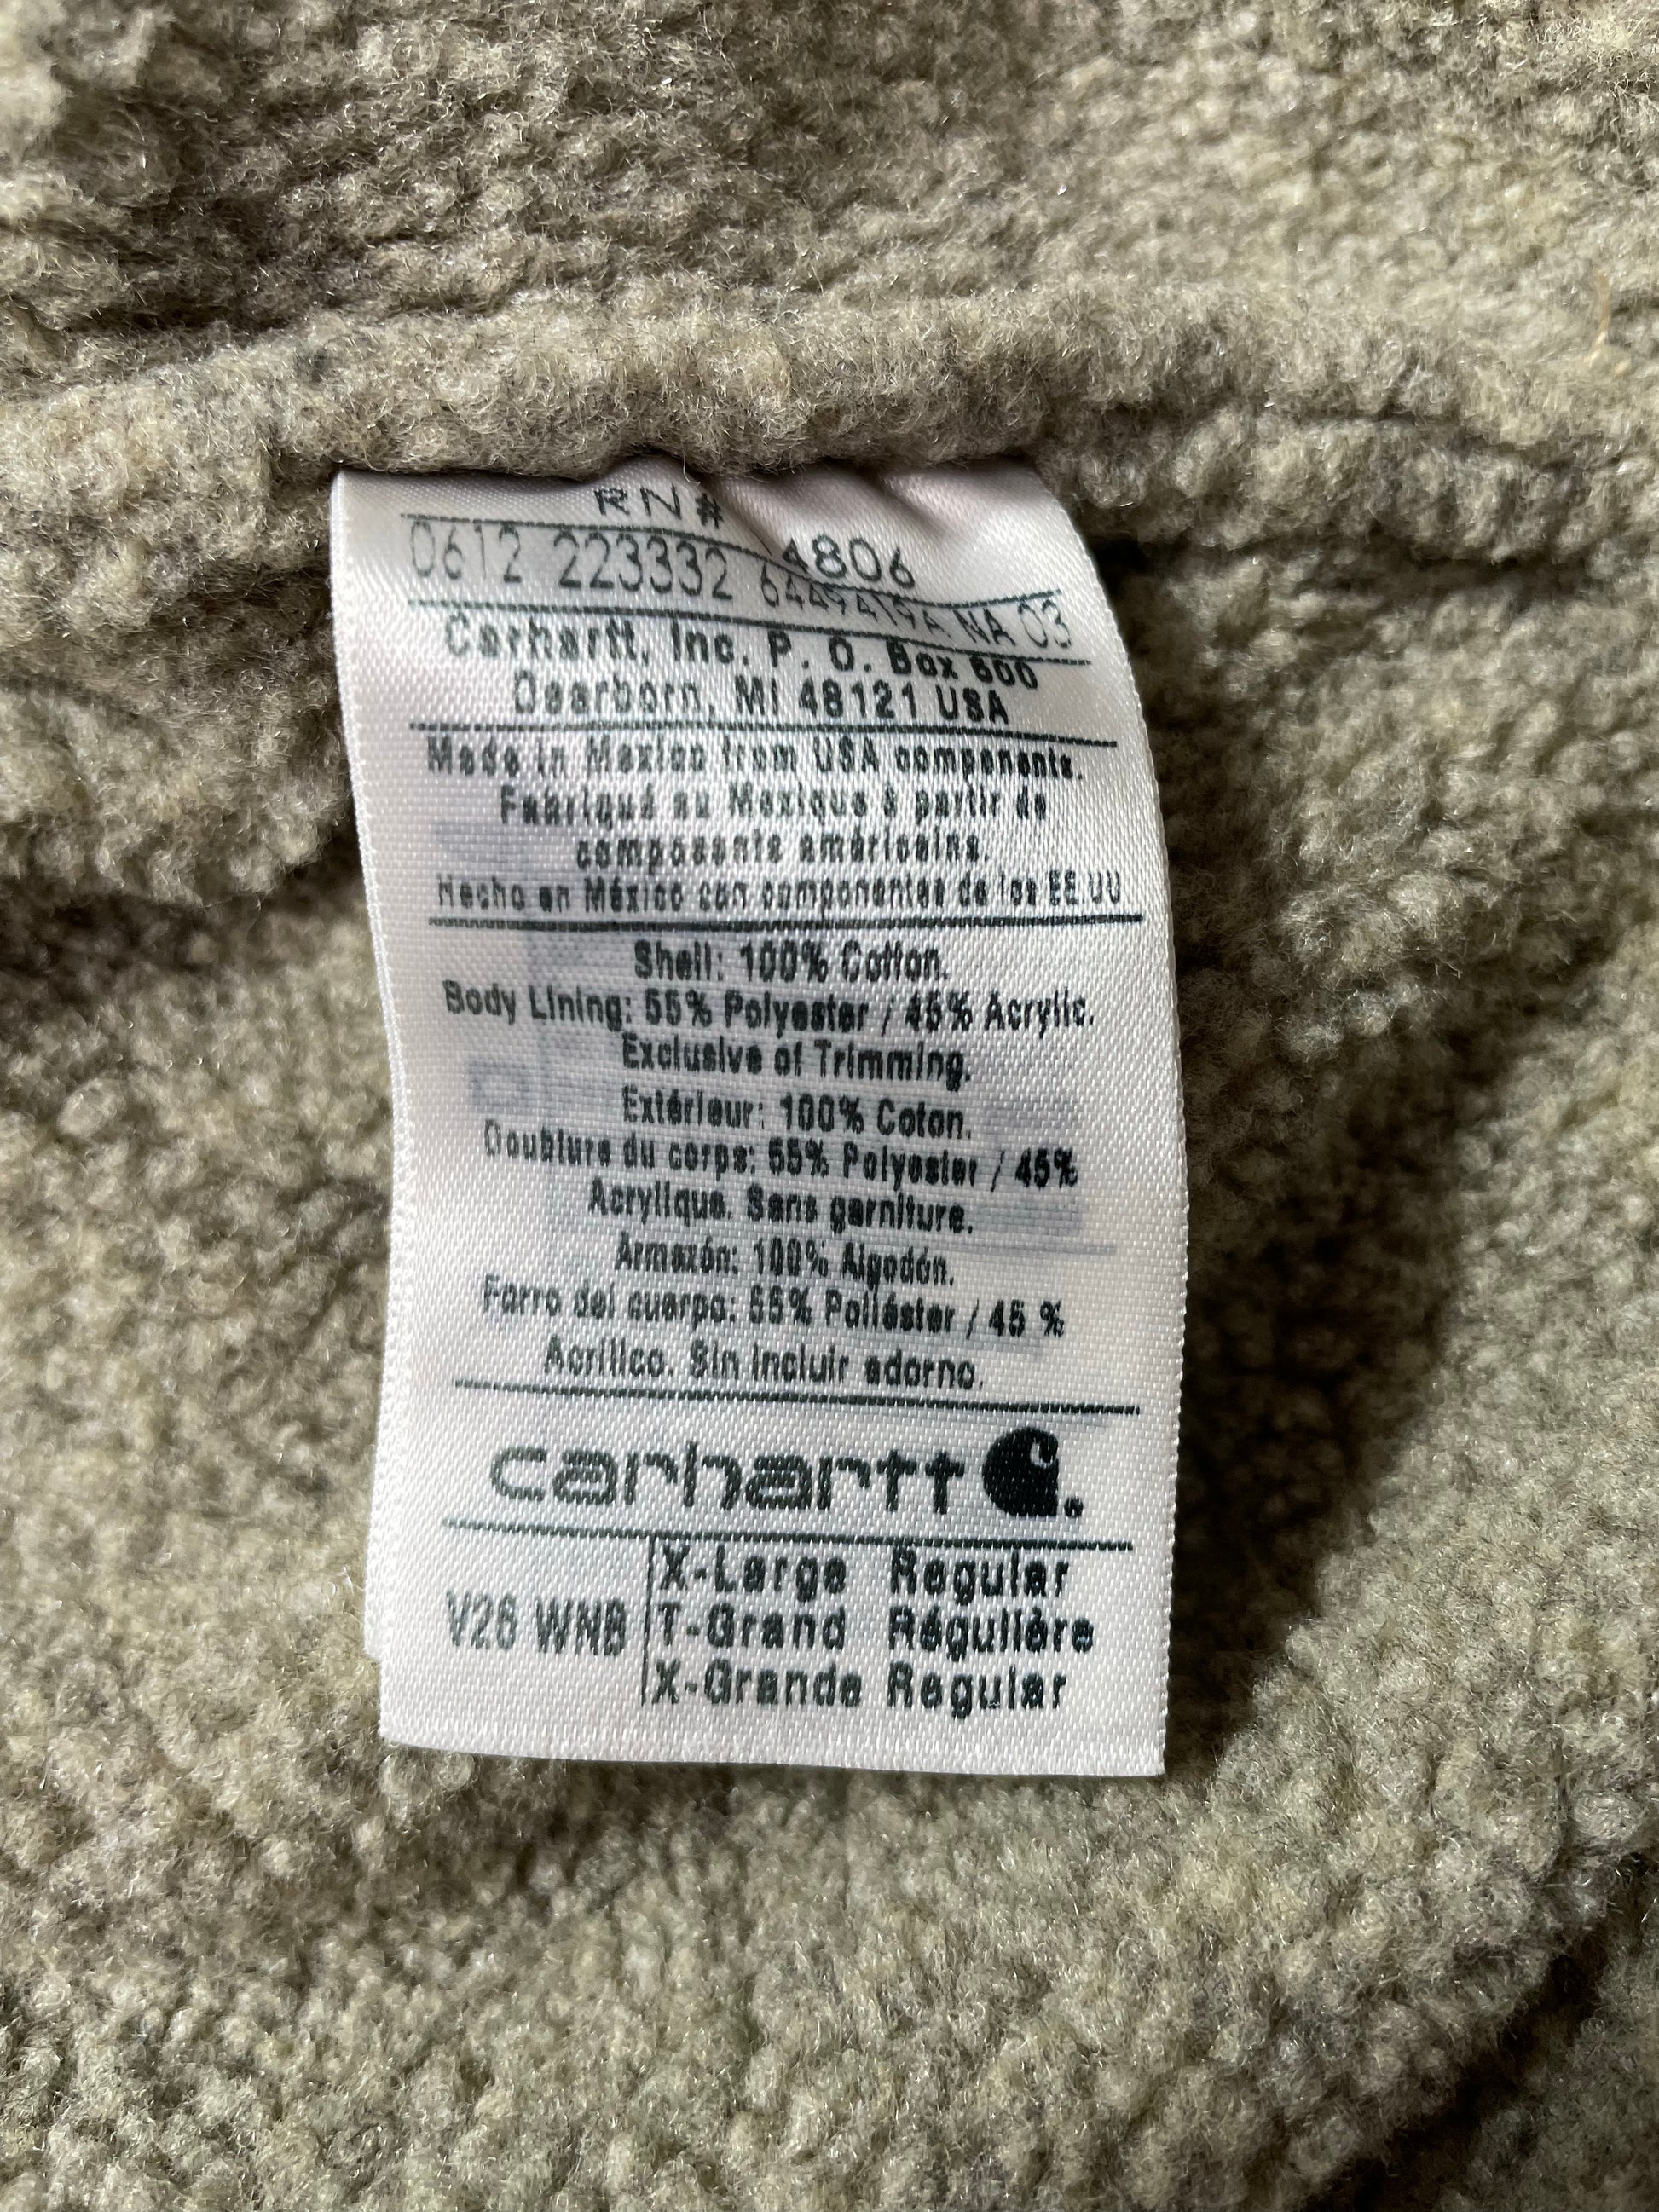 RN# 4806
0612 223332 6449419A NA 03
Carhartt, Inc. P. O. Box 600
Dearborn, MI 48121 USA
Made in Mexico from USA components.
Fabriqué au Mexique à partir de
composants américains.
Hecho en México con componentes de los EE.UU
Shell: 100% Cotton.
Body Lining: 55% Polyester / 45% Acrylic.
Exclusive of Trimming.
Extérieur: 100% Coton.
Doublure du corps: 55% Polyester / 45%
Acrylique. Sans garniture.
Armazón: 100% Algodón.
Forro del cuerpo: 55% Poliéster / 45 %
Acrílico. Sin incluir adorno.
carhartt
V26 WNB
X-Large Regular
T-Grand Régulière
X-Grande Regular